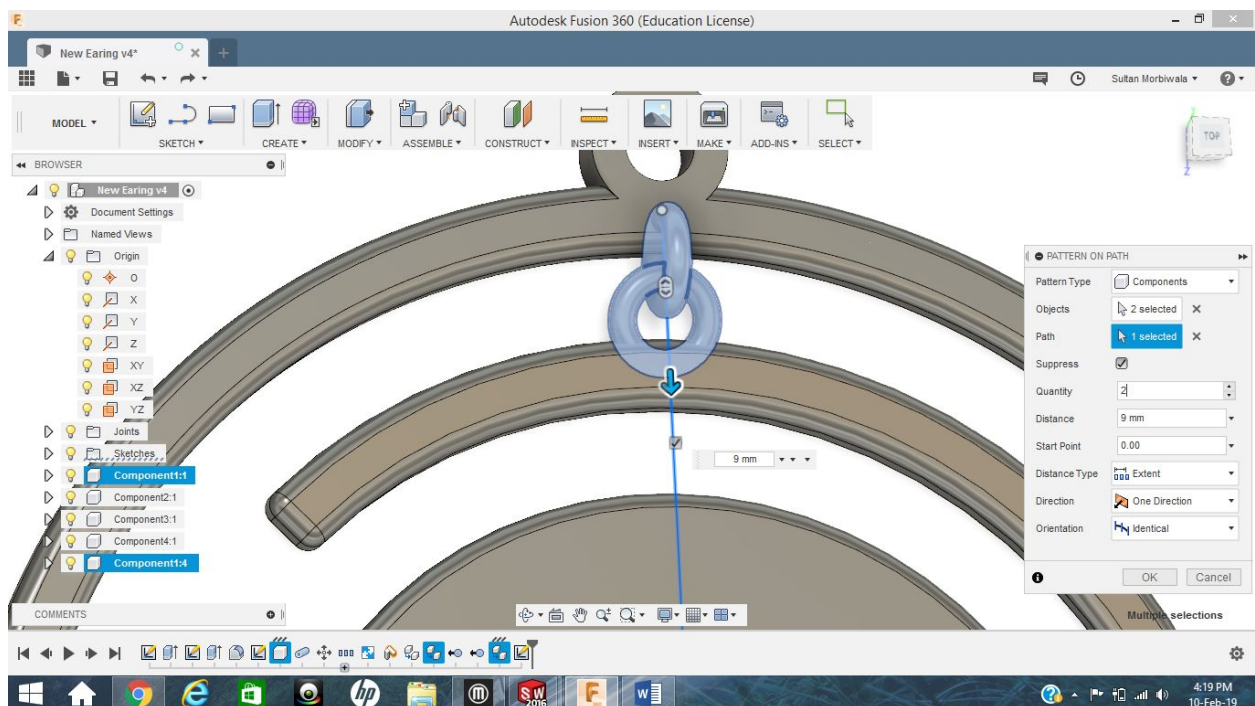 F
Autodesk Fusion 360 (Education License)
New Earing v4*
Sultan Morbiwala
?
MODEL
SKETCH
CREATE
MODIFY
ASSEMBLE
CONSTRUCT
INSPECT
INSERT
MAKE
ADD-INS
SELECT
TOP
Z
BROWSER
New Earing v4
Document Settings
Named Views
Origin
O
X
Y
Z
XY
XZ
YZ
Joints
Sketches
Component1:1
Component2:1
Component3:1
Component4:1
Component1:4
9 mm
PATTERN ON PATH
Pattern Type Components
Objects 2 selected
Path 1 selected
Suppress
Quantity 2
Distance 9 mm
Start Point 0.00
Distance Type Extent
Direction One Direction
Orientation Identical
OK Cancel
COMMENTS
Multiple selections
hp
SW
2016
F
W
4:19 PM
10-Feb-19